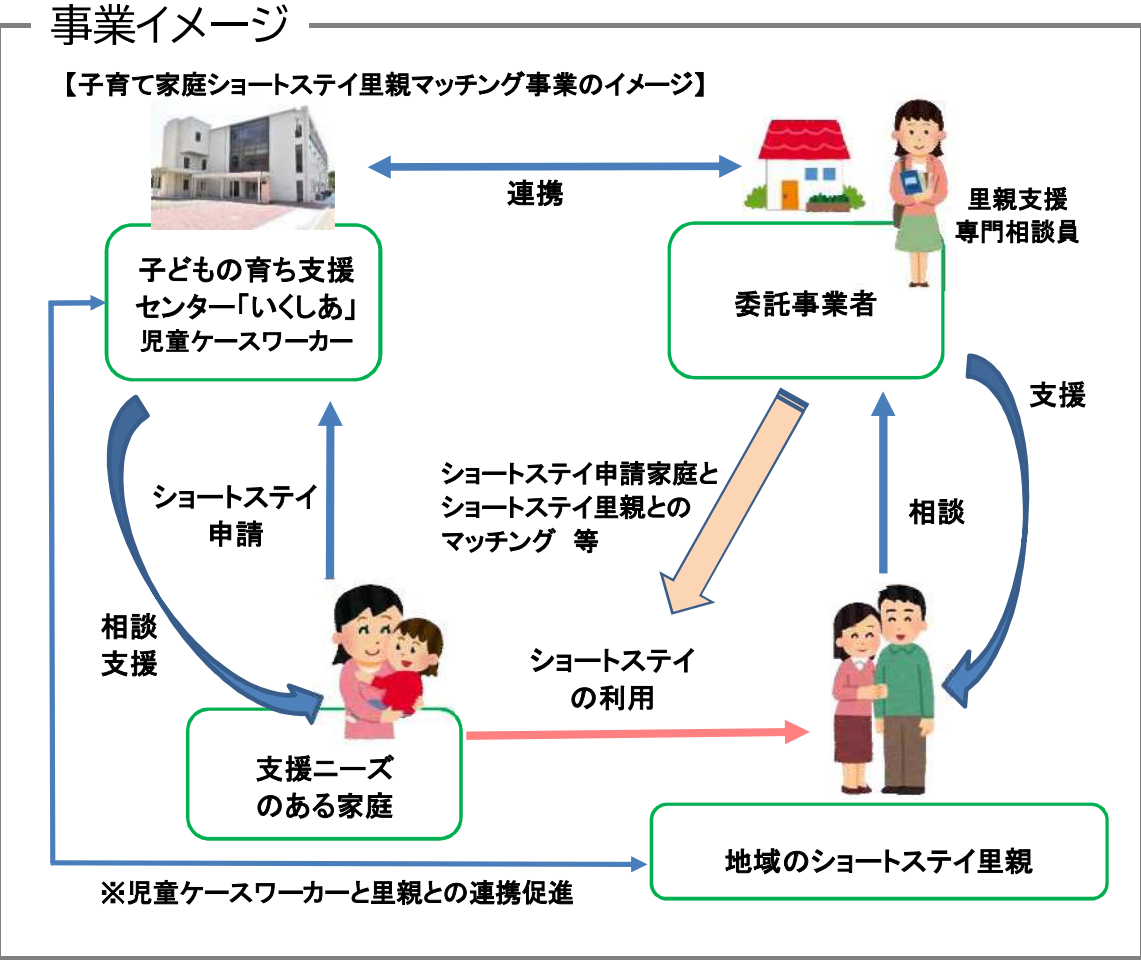 事業イメージ
【子育て家庭ショートステイ里親マッチング事業のイメージ】
連携
里親支援
専門相談員
子どもの育ち支援
センター「いくしあ」
児童ケースワーカー
委託事業者
支援
ショートステイ申請家庭と
ショートステイ里親との
マッチング　等
ショートステイ
申請
相談
相談
支援
ショートステイ
の利用
支援ニーズ
のある家庭
地域のショートステイ里親
※児童ケースワーカーと里親との連携促進